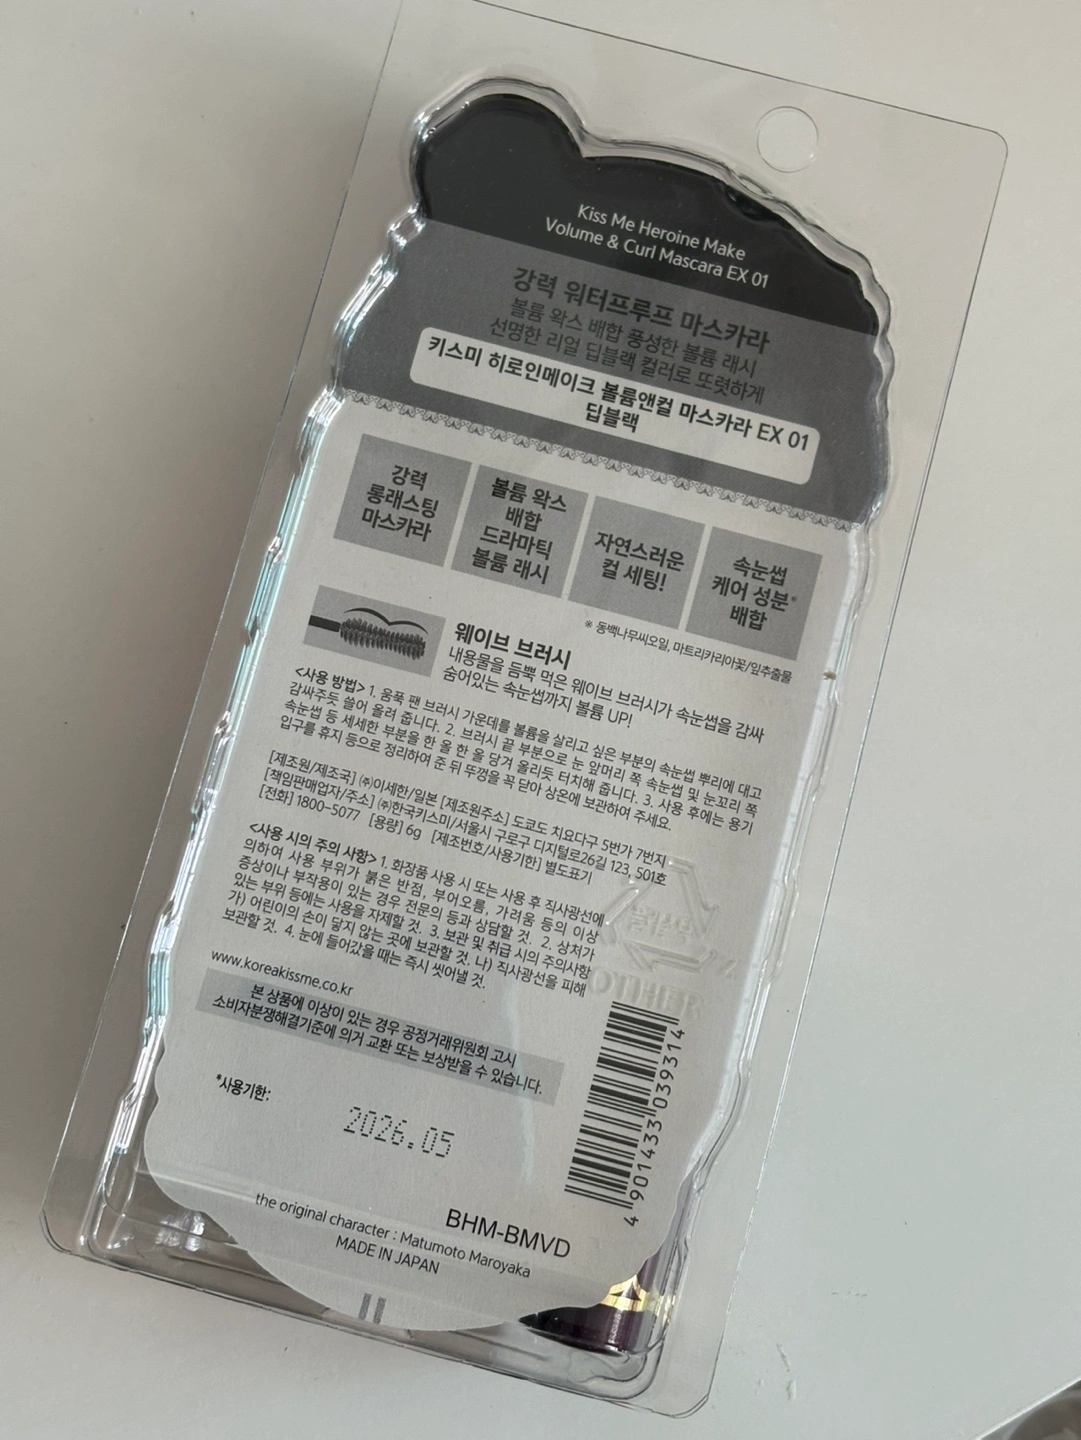 Kiss Me Heroine Make
Volume & Curl Mascara EX 01
강력 워터프루프 마스카라
볼륨 왁스 배합 풍성한 볼륨 래시
선명한 리얼 딥블랙 컬러로 또렷하게
키스미 히로인메이크 볼륨앤컬 마스카라 EX 01
딥블랙
강력
롱래스팅
마스카라
볼륨 왁스
배합
드라마틱
볼륨 래시
자연스러운
컬 세팅!
속눈썹
케어 성분※
배합
※ 동백나무씨오일, 마트리카리아꽃/잎추출물
웨이브 브러시
내용물을 듬뿍 먹은 웨이브 브러시가 속눈썹을 감싸
숨어있는 속눈썹까지 볼륨 UP!
<사용 방법> 1. 움푹 팬 브러시 가운데를 볼륨을 살리고 싶은 부분의 속눈썹 뿌리에 대고
감싸주듯 쓸어 올려 줍니다. 2. 브러시 끝 부분으로 눈 앞머리 쪽 속눈썹 및 눈꼬리 쪽
속눈썹 등 세세한 부분을 한 올 한 올 당겨 올리듯 터치해 줍니다. 3. 사용 후에는 용기
입구를 휴지 등으로 정리하여 준 뒤 뚜껑을 꼭 닫아 상온에 보관하여 주세요.
[제조원/제조국] ㈜이세한/일본 [제조원주소] 도쿄도 치요다구 5번가 7번지
[책임판매업자/주소] ㈜한국키스미/서울시 구로구 디지털로26길 123, 501호
[전화] 1800-5077 [용량] 6g [제조번호/사용기한] 별도표기
<사용 시의 주의 사항> 1. 화장품 사용 시 또는 사용 후 직사광선에
의하여 사용 부위가 붉은 반점, 부어오름, 가려움 등의 이상
증상이나 부작용이 있는 경우 전문의 등과 상담할 것. 2. 상처가
있는 부위 등에는 사용을 자제할 것. 3. 보관 및 취급 시의 주의사항
가) 어린이의 손이 닿지 않는 곳에 보관할 것. 나) 직사광선을 피해
보관할 것. 4. 눈에 들어갔을 때는 즉시 씻어낼 것.
www.koreakissme.co.kr
본 상품에 이상이 있는 경우 공정거래위원회 고시
소비자분쟁해결기준에 의거 교환 또는 보상받을 수 있습니다.
*사용기한:
2026.05
4 901433 039314
BHM-BMVD
the original character : Matumoto Maroyaka
MADE IN JAPAN
OTHER